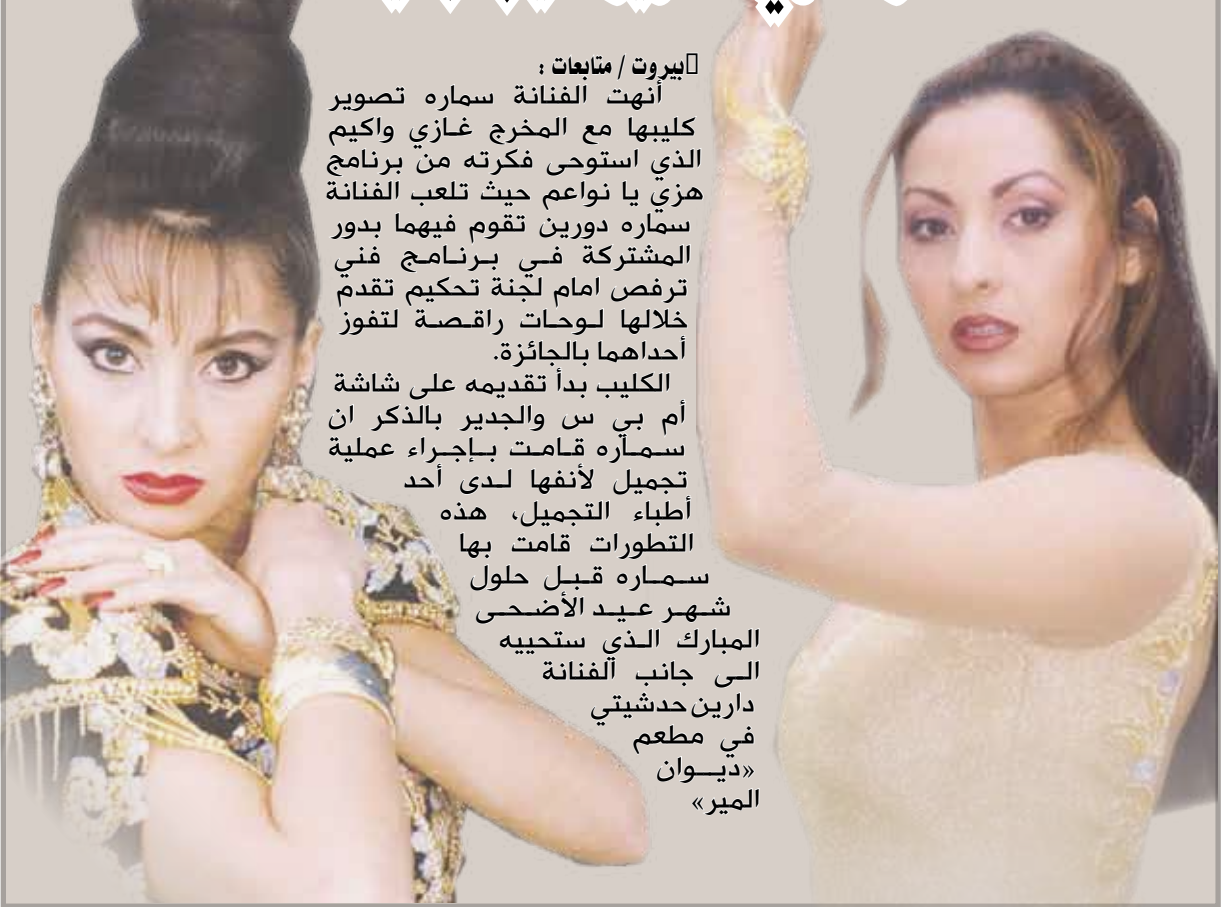 بيروت / متابعات :
أنهت الفنانة سماره تصوير
كليبها مع المخرج غازي واكيم
الذي استوحى فكرته من برنامج
هزي يا نواعم حيث تلعب الفنانة
سماره دورين تقوم فيهما بدور
المشتركة في برنامج فني
ترفص امام لجنة تحكيم تقدم
خلالها لوحات راقصة لتفوز
أحداهما بالجائزة.
الكليب بدأ تقديمه على شاشة
أم بي س والجدير بالذكر ان
سماره قامت بإجراء عملية
تجميل لأنفها لدى أحد
أطباء التجميل، هذه
التطورات قامت بها
سماره قبل حلول
شهر عيد الأضحى
المبارك الذي ستحييه
الى جانب الفنانة
دارين حدشيتي
في مطعم
«ديوان
المير»